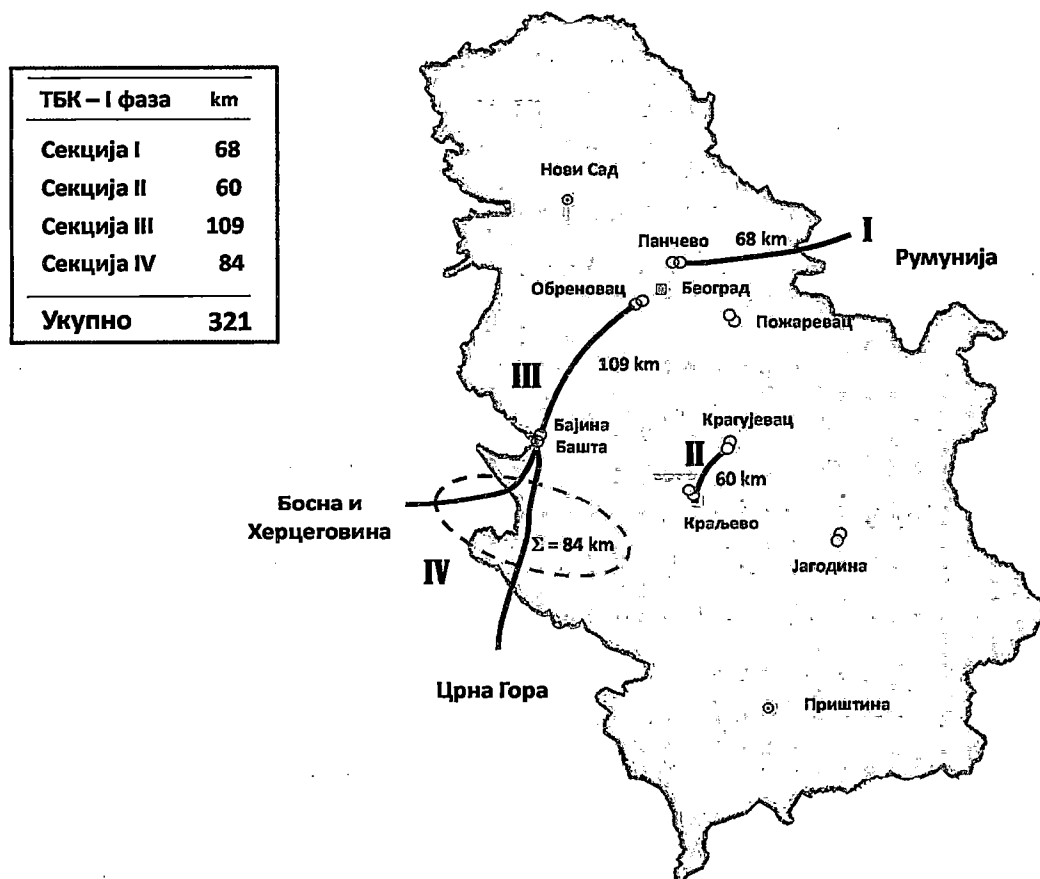 ТБК – I фаза km
Секција I 68
Секција II 60
Секција III 109
Секција IV 84
Укупно 321
Нови Сад
Панчево
68 km
I
Румунија
Обреновац
Београд
Пожаревац
III
109 km
Бајина
Башта
Крагујевац
II
60 km
Краљево
Босна и
Херцеговина
Σ = 84 km
IV
Јагодина
Црна Гора
Приштина